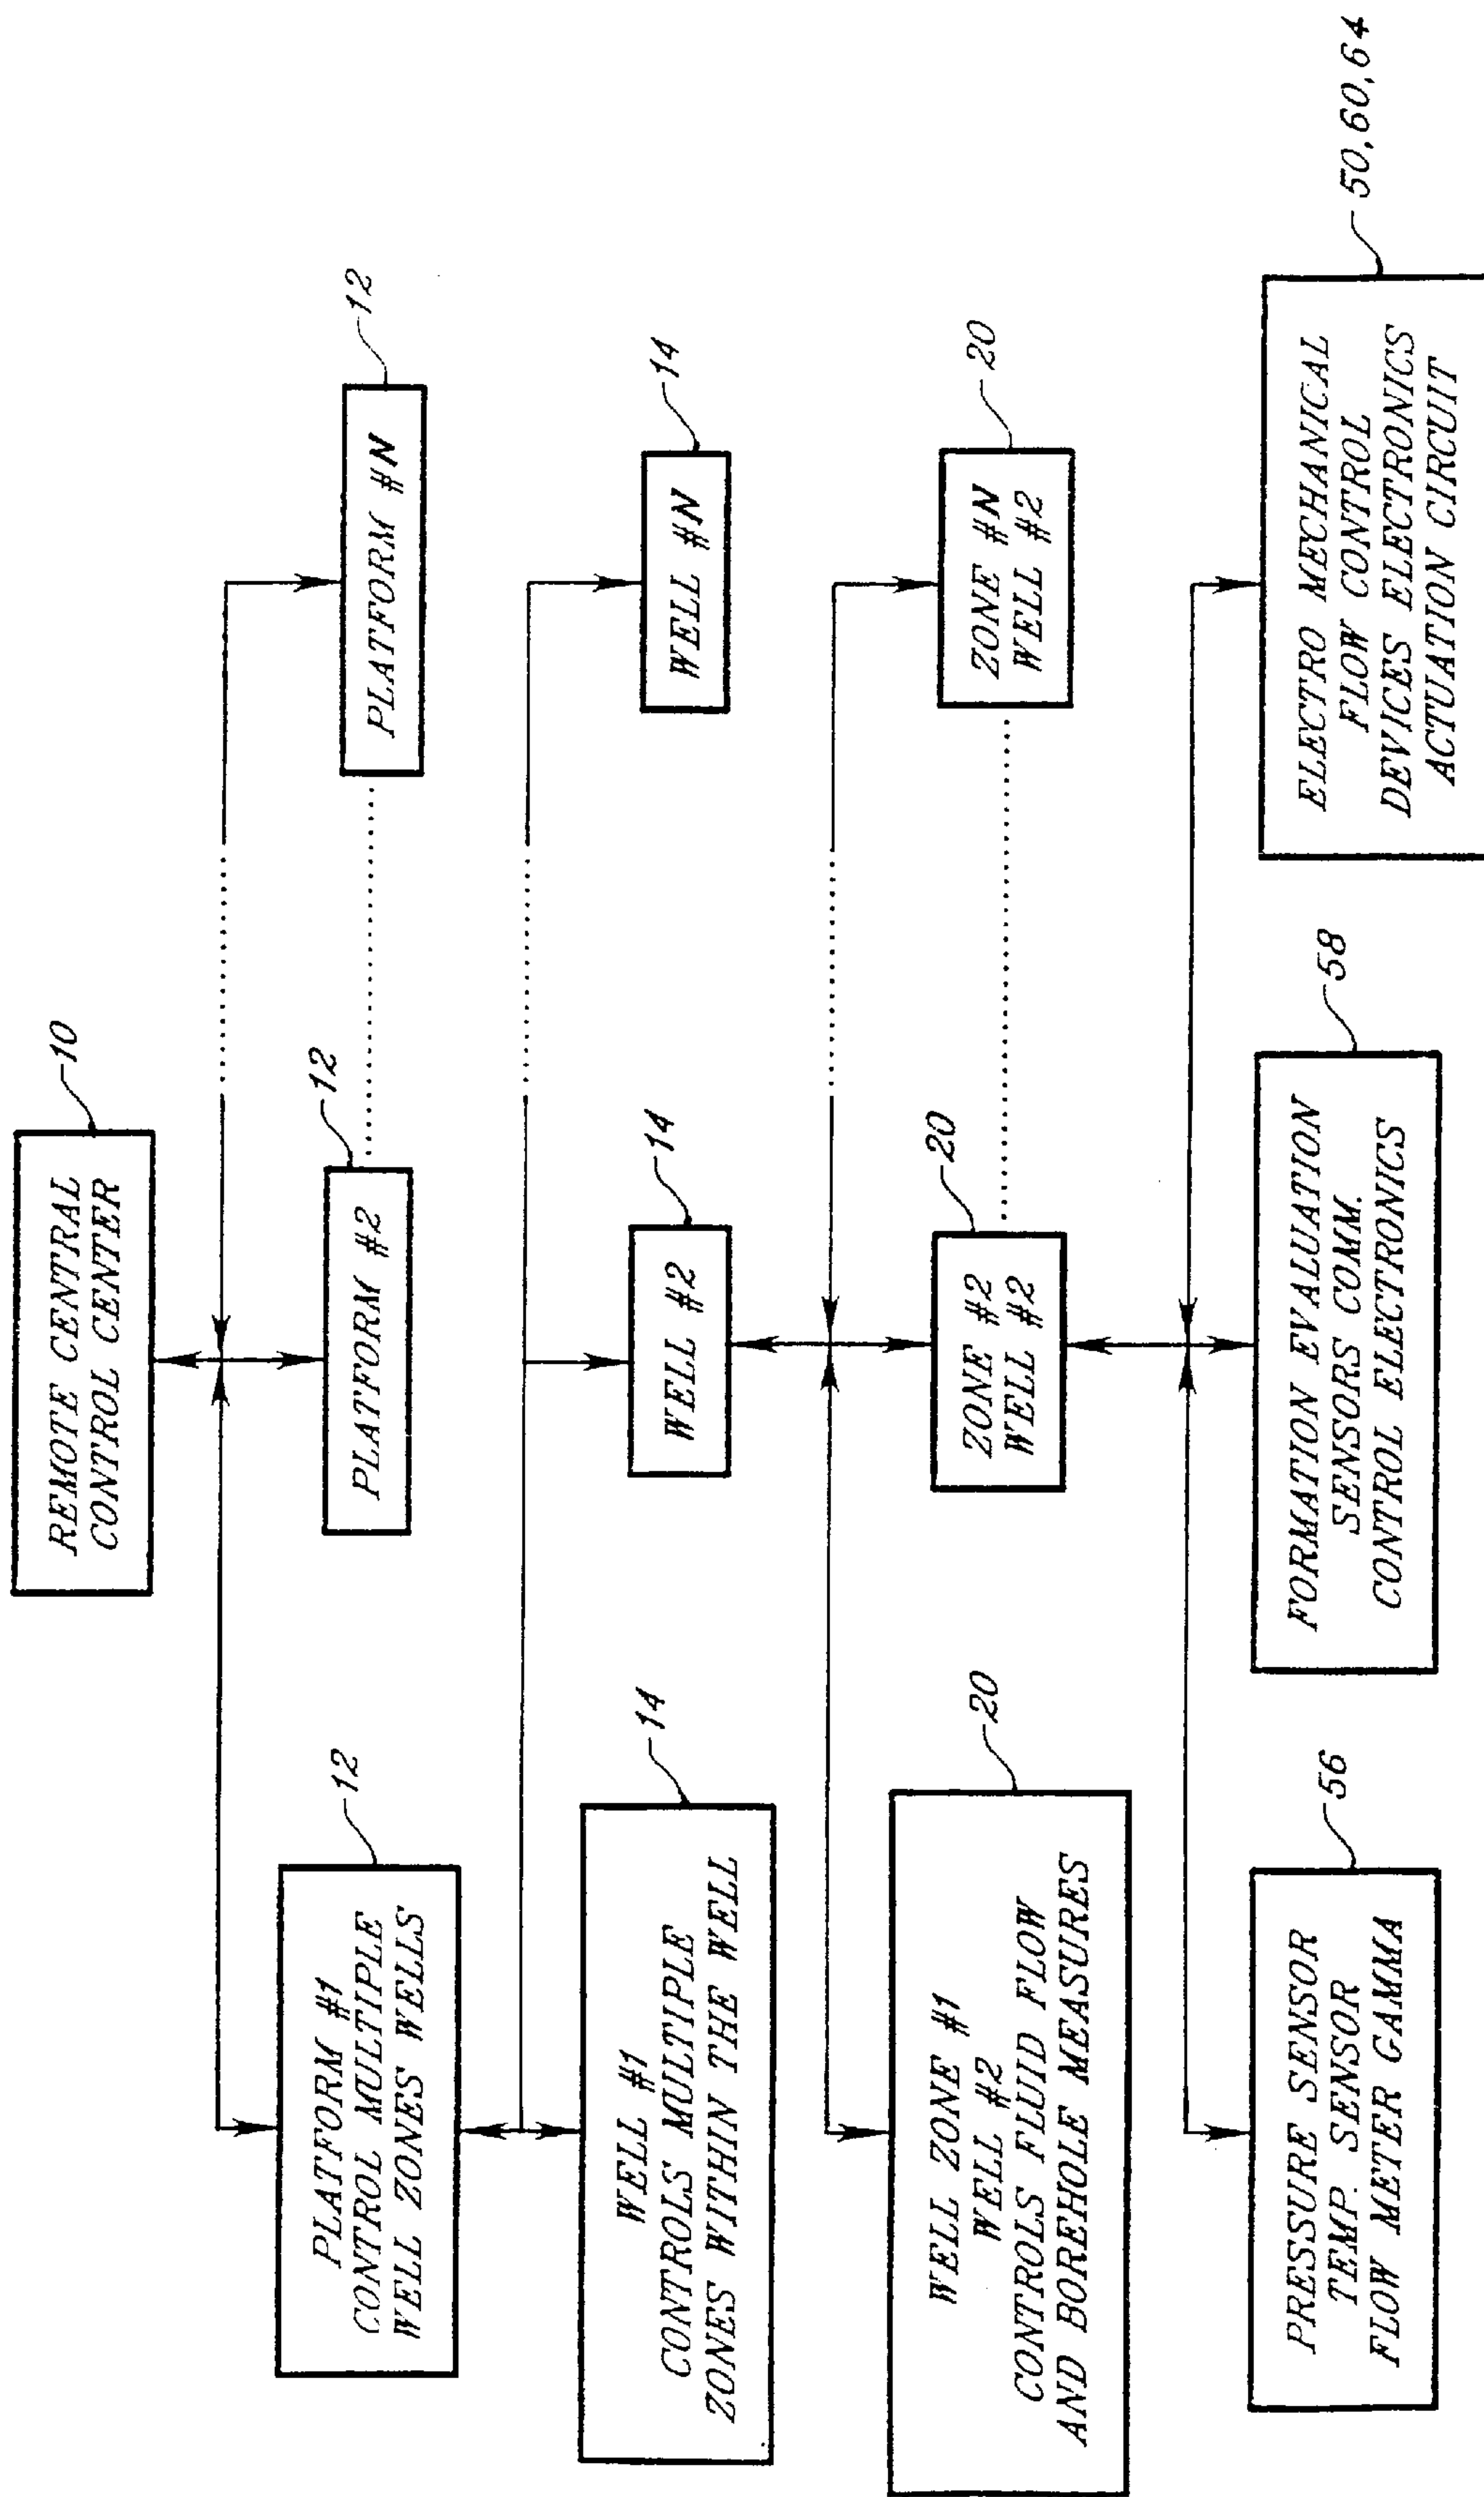 REMOTE CENTRAL
CONTROL CENTER
10
PLATFORM #1
CONTROL MULTIPLE
WELL ZONES WELLS
12
PLATFORM #2
12
PLATFORM #N
12
WELL #1
CONTROLS MULTIPLE
ZONES WITHIN THE WELL
14
WELL #2
14
WELL #N
14
WELL ZONE #1
WELL #2
CONTROLS FLUID FLOW
AND BOREHOLE MEASURES
20
ZONE #2
WELL #2
20
ZONE #N
WELL #2
20
PRESSURE SENSOR
TEMP. SENSOR
FLOW METER GAMMA
56
FORMATION EVALUATION
SENSORS COMM.
CONTROL ELECTRONICS
58
ELECTRO MECHANICAL
FLOW CONTROL
DEVICES ELECTRONICS
ACTUATION CIRCUIT
50,60,64